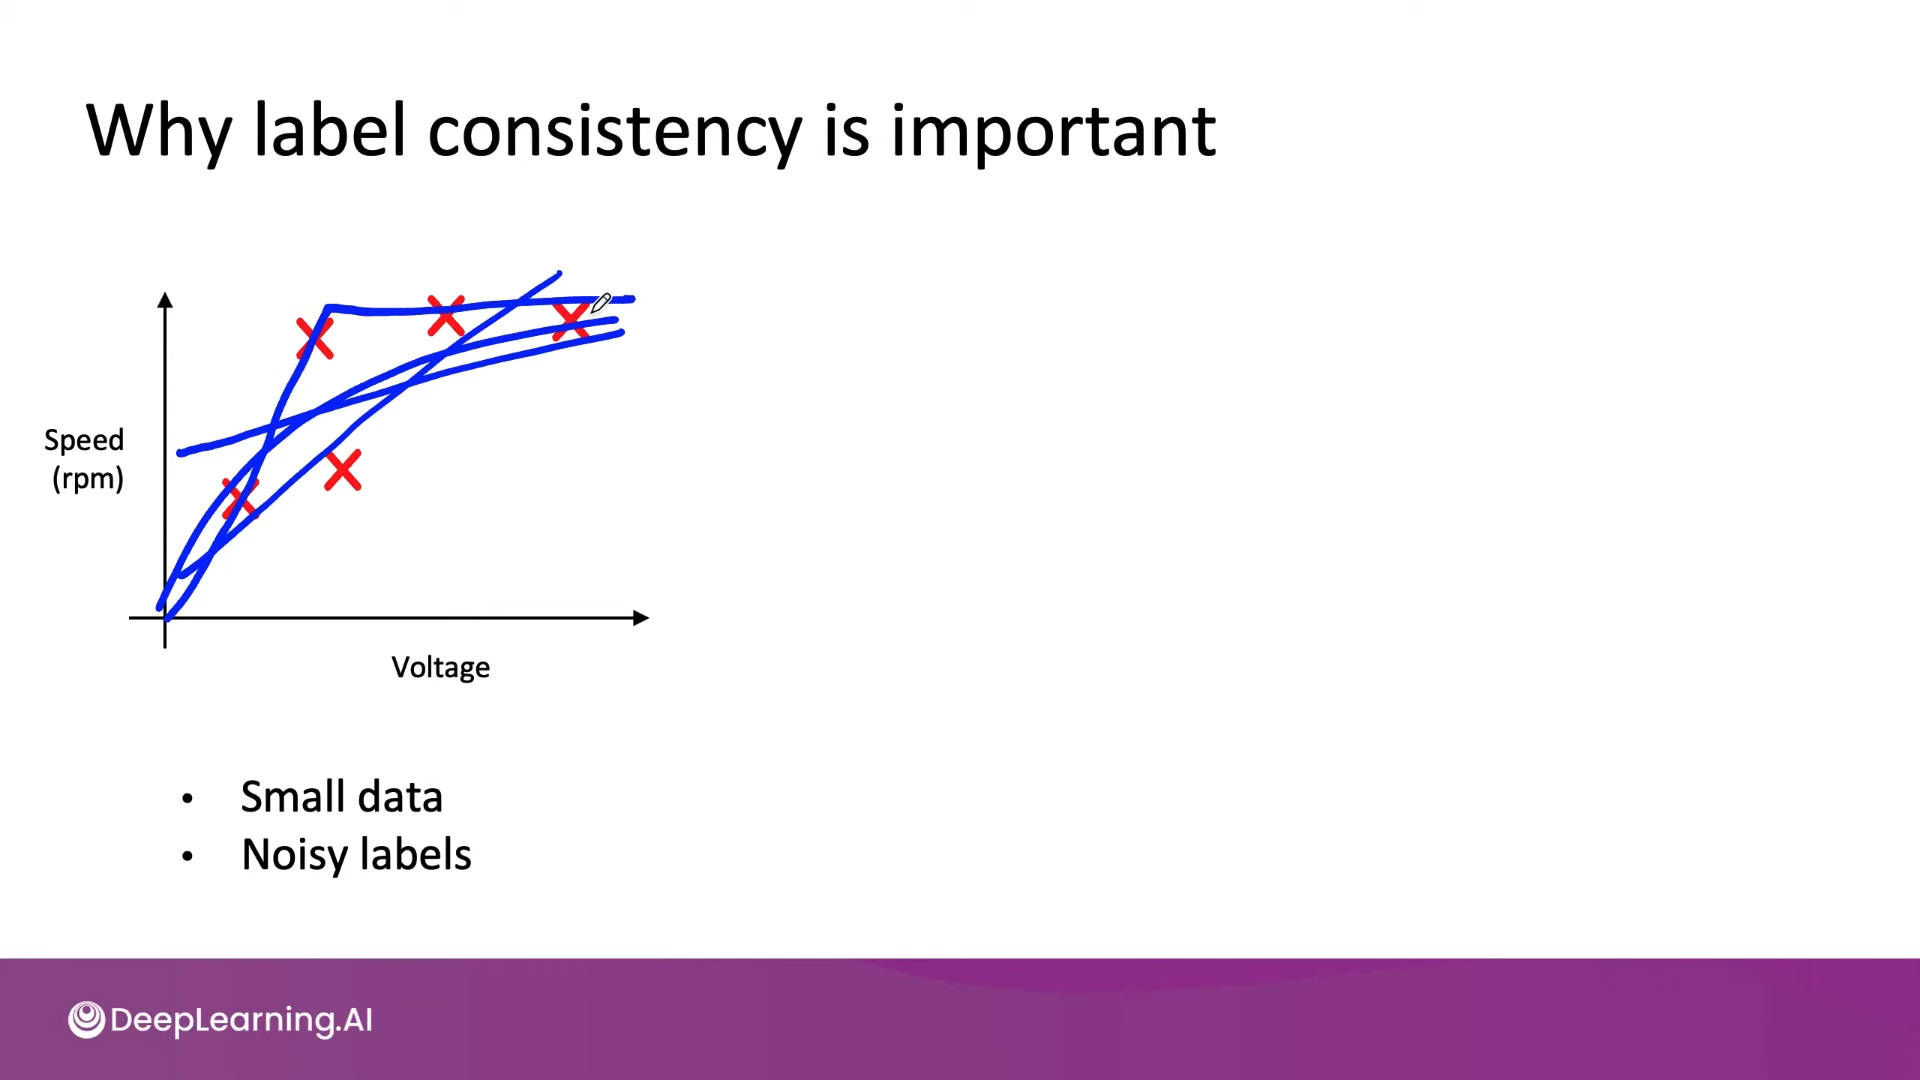 Why label consistency is important
Speed
(rpm)
Voltage
• Small data
• Noisy labels
DeepLearning.AI